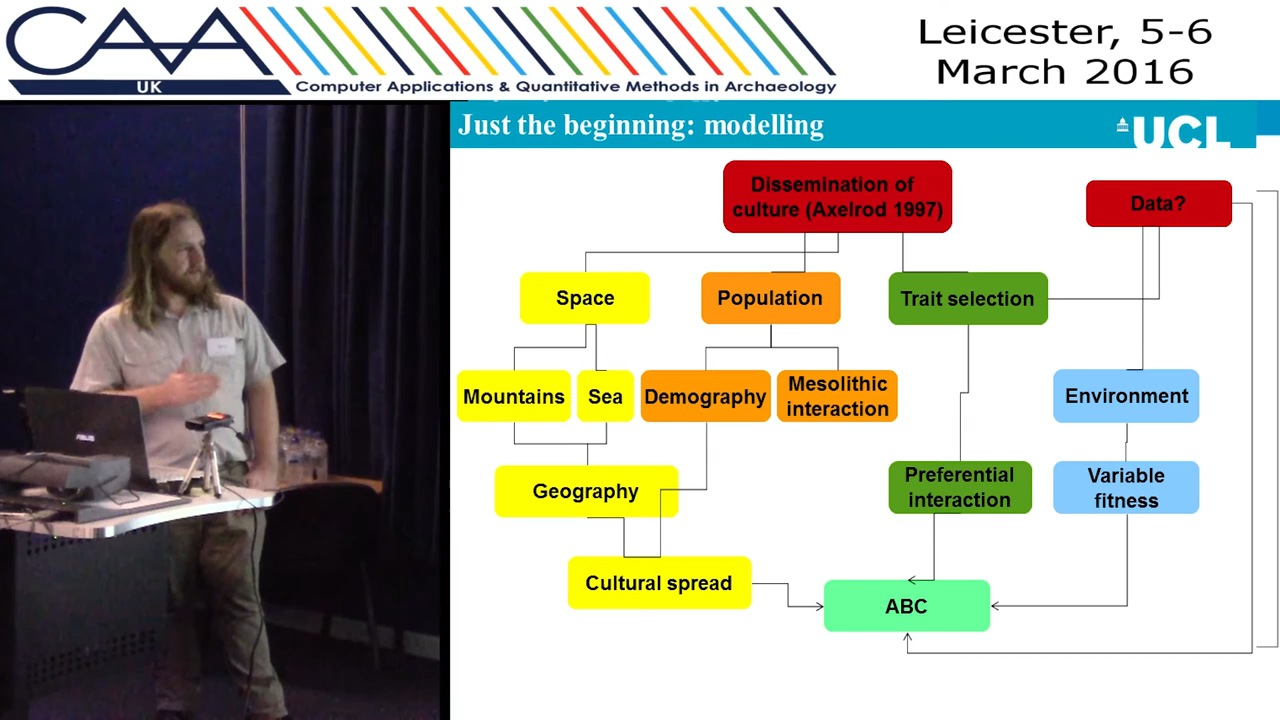 CAA
UK
Computer Applications & Quantitative Methods in Archaeology
Leicester, 5-6
March 2016
Just the beginning: modelling
UCL
Dissemination of
culture (Axelrod 1997)
Data?
Space
Population
Trait selection
Mountains
Sea
Demography
Mesolithic
interaction
Environment
Geography
Preferential
interaction
Variable
fitness
Cultural spread
ABC
ASUS